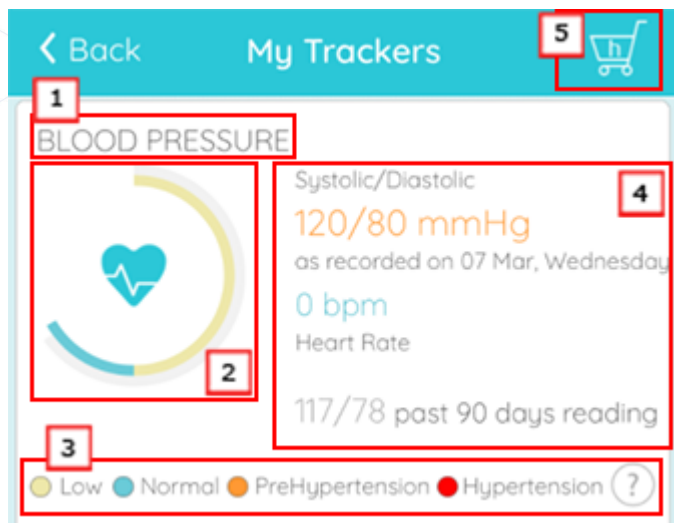 Back
My Trackers
5
h
1
BLOOD PRESSURE
2
Systolic/Diastolic
4
120/80 mmHg
as recorded on 07 Mar, Wednesday
0 bpm
Heart Rate
117/78 past 90 days reading
3
Low Normal PreHypertension Hypertension ?